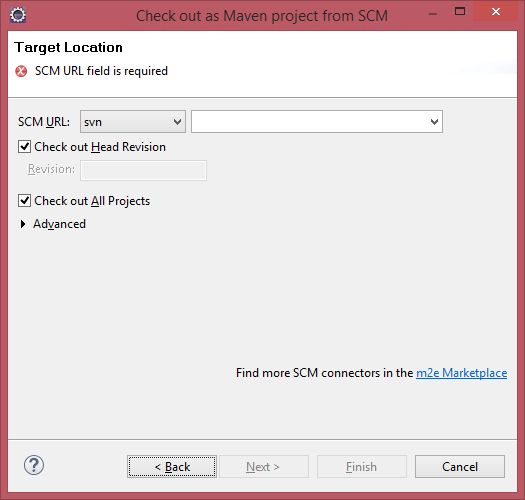 Check out as Maven project from SCM
Target Location
SCM URL field is required
SCM URL: svn
Check out Head Revision
Revision:
Check out All Projects
Advanced
Find more SCM connectors in the m2e Marketplace
? < Back Next > Finish Cancel